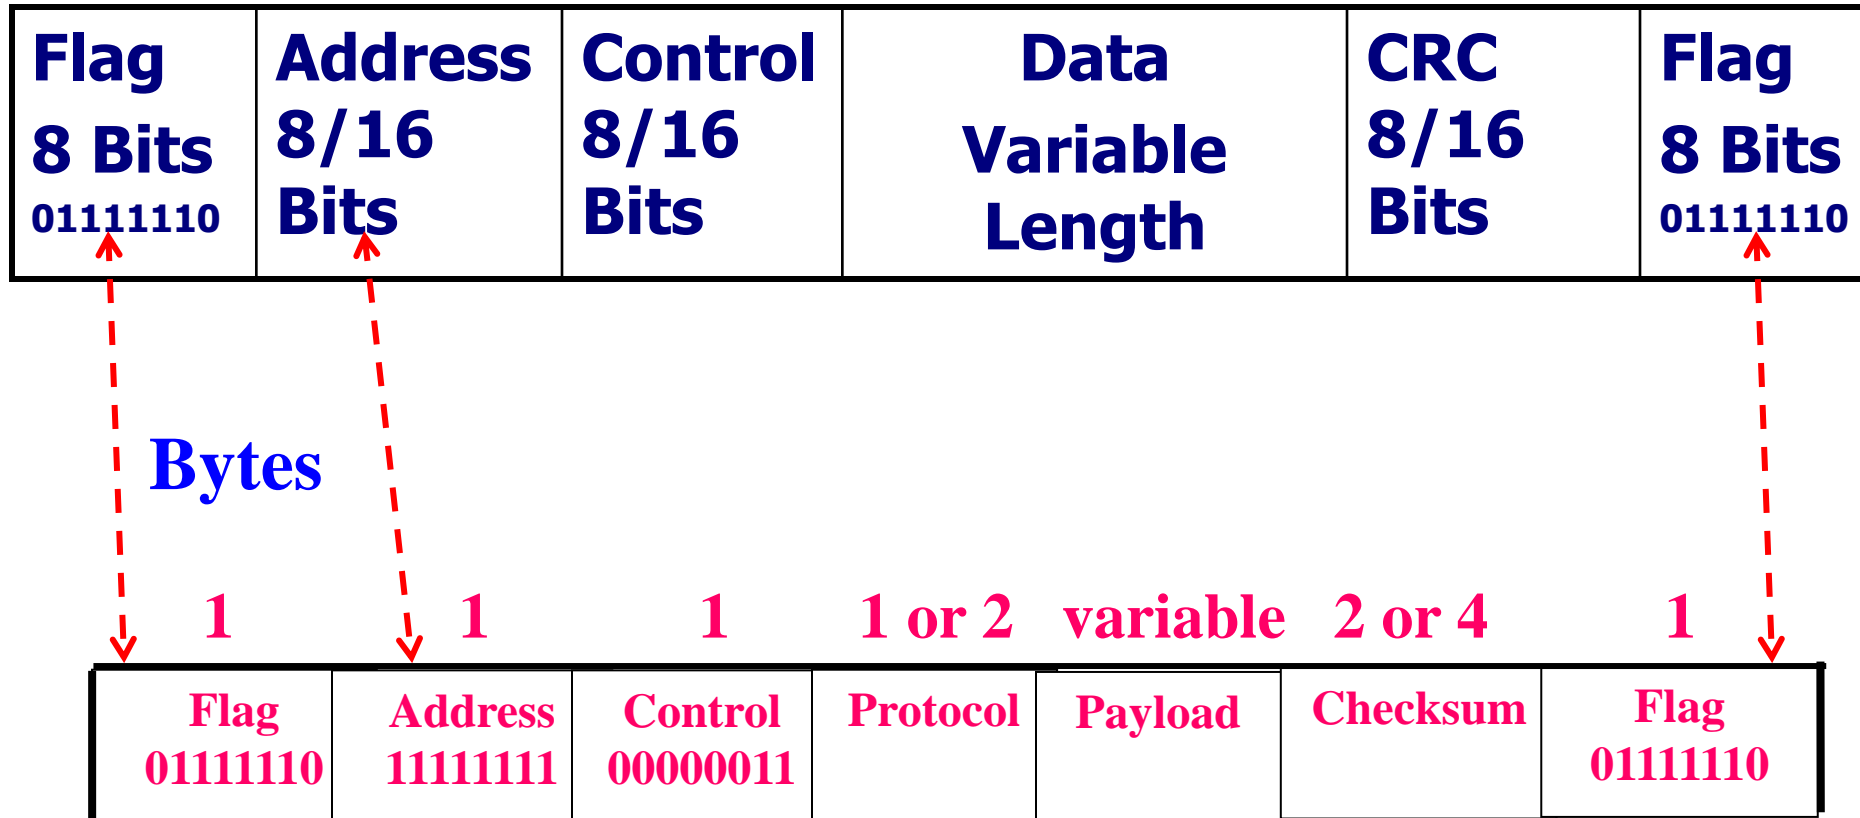 Flag
8 Bits
01111110
Address
8/16
Bits
Control
8/16
Bits
Data
Variable
Length
CRC
8/16
Bits
Flag
8 Bits
01111110
Bytes
1 1 1 1 or 2 variable 2 or 4 1
Flag
01111110
Address
11111111
Control
00000011
Protocol
Payload
Checksum
Flag
01111110